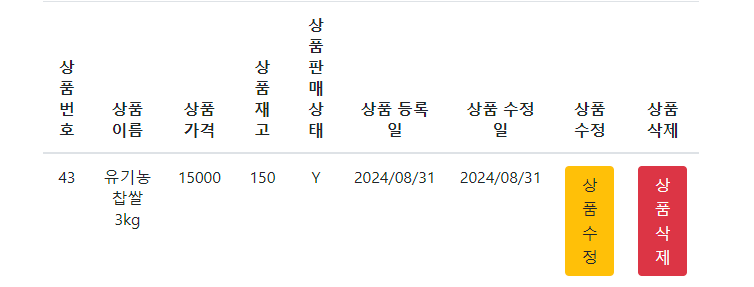 상
품
번
호
상품
이름
상품
가격
상
품
재
고
상
품
판
매
상
태
상품 등록
일
상품 수정
일
상품
수정
상품
삭제
43
유기농
찹쌀
3kg
15000
150
Y
2024/08/31
2024/08/31
상
품
수
정
상
품
삭
제